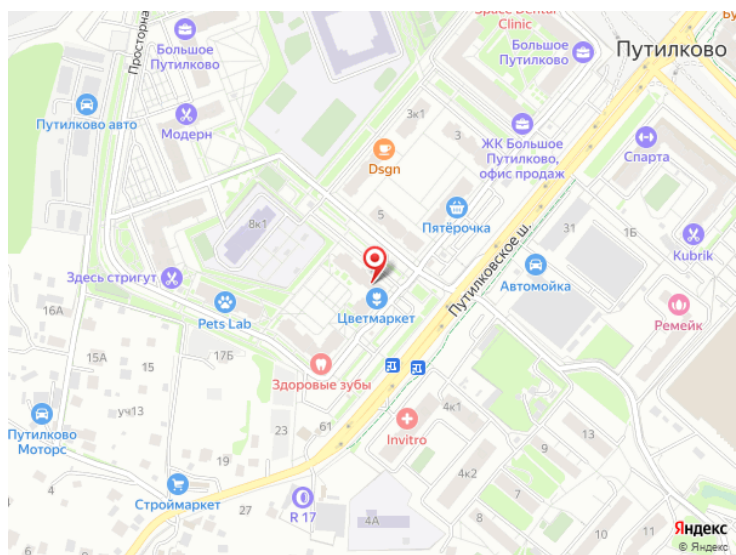 Space Dental
Clinic
Бу
Просторна
Большое
Путилково
Большое
Путилково
Путилково
Путилково авто
Модерн
3к1
3
Dsgn
ЖК Большое
Путилково,
офис продаж
Спарта
8к1
5
Пятёрочка
31
1Б
Kubrik
Путилковское ш.
Здесь стригут
Автомойка
16А
Pets Lab
Цветмаркет
Ремейк
15А
15
17Б
Здоровые зубы
уч13
Путилково
Моторс
23
61
Invitro
4к1
9
13
19
4
Строймаркет
27
R 17
4А
4к2
7
8
10
11
Яндекс
© Яндекс